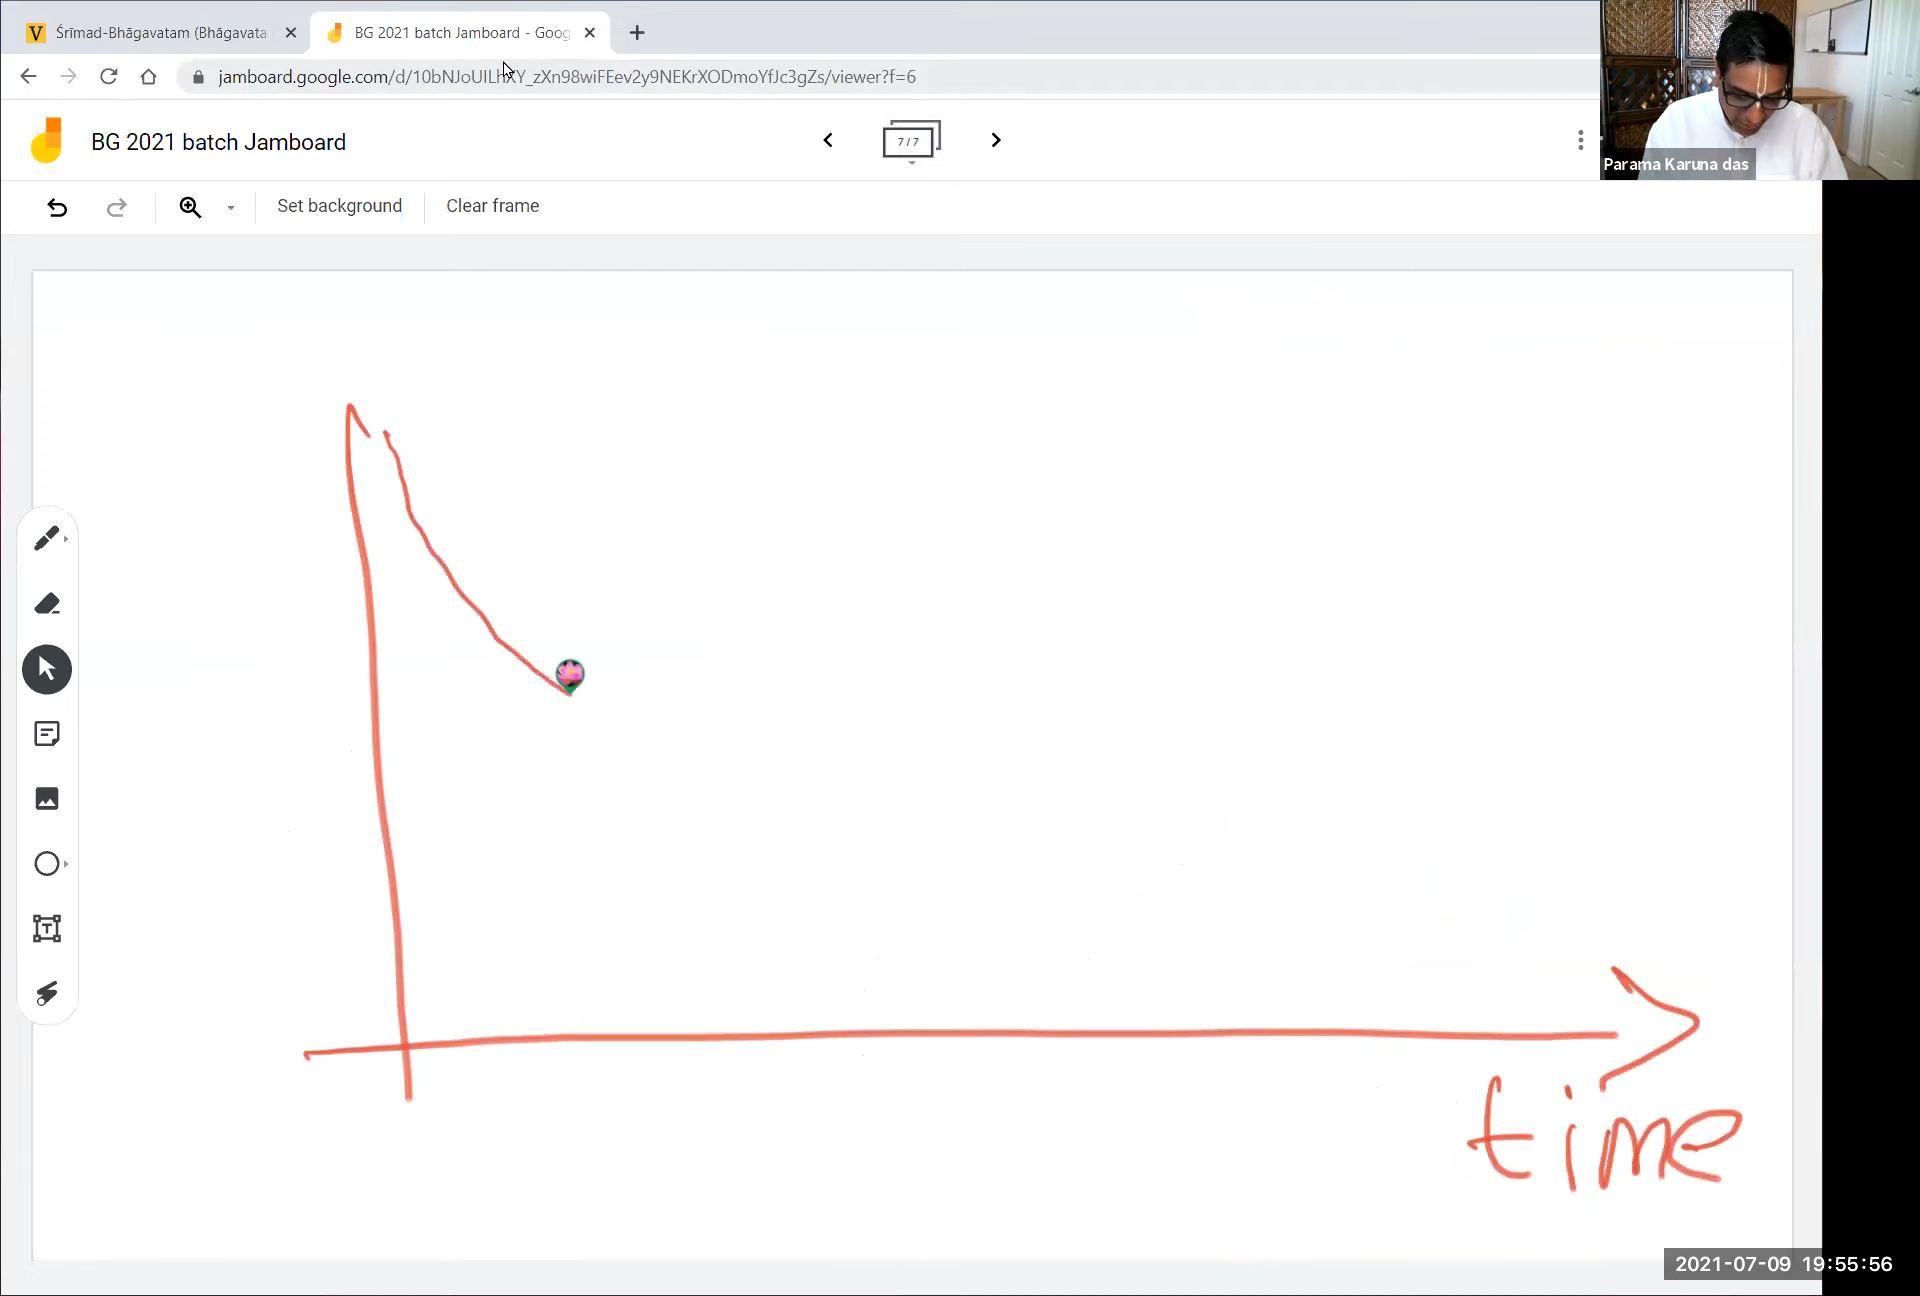 Śrīmad-Bhāgavatam (Bhāgavata
BG 2021 batch Jamboard - Goog
jamboard.google.com/d/10bNJoUILhXY_zXn98wiFEev2y9NEKrXODmoYfJc3gZs/viewer?f=6
BG 2021 batch Jamboard
7/7
Parama Karuna das
Set background
Clear frame
time
2021-07-09 19:55:56